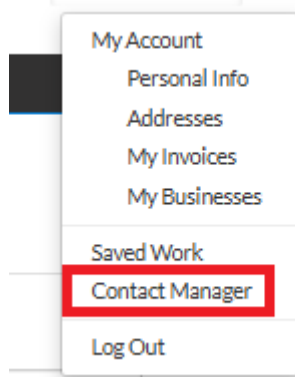 My Account
Personal Info
Addresses
My Invoices
My Businesses
Saved Work
Contact Manager
Log Out